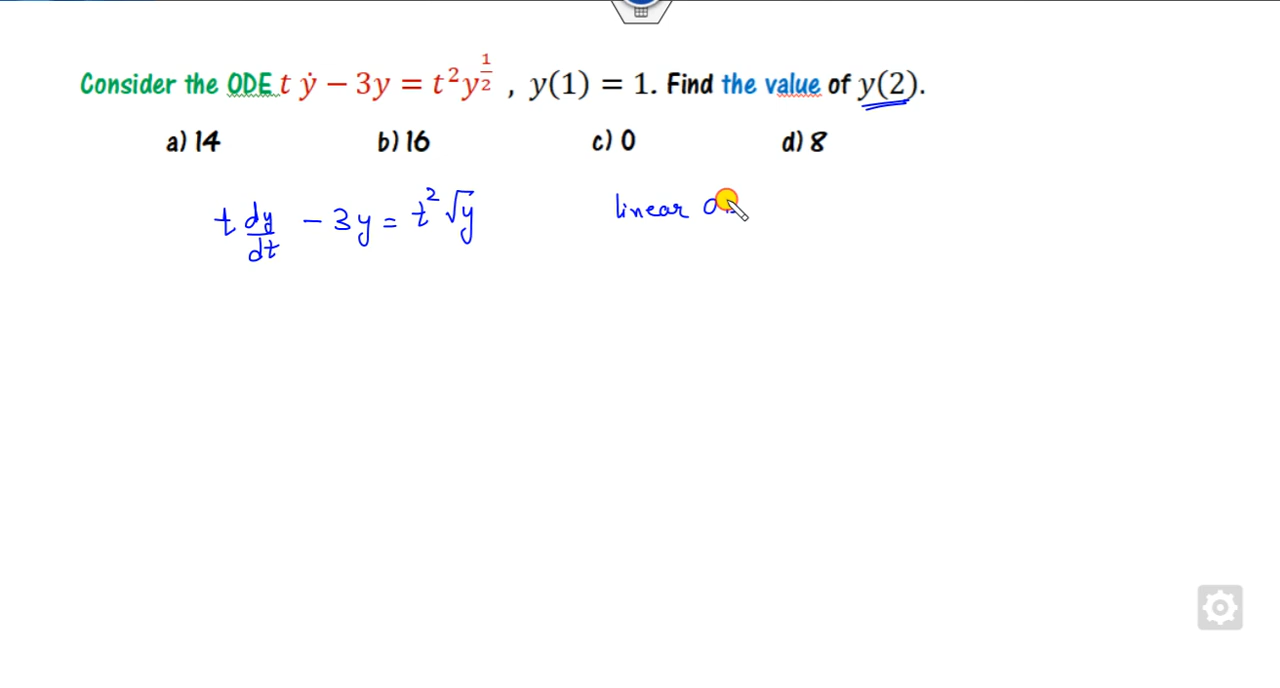 Consider the ODE t ẏ − 3y = t²y^{1/2} , y(1) = 1. Find the value of y(2).
a) 14 b) 16 c) 0 d) 8
t dy/dt − 3y = t² √y linear